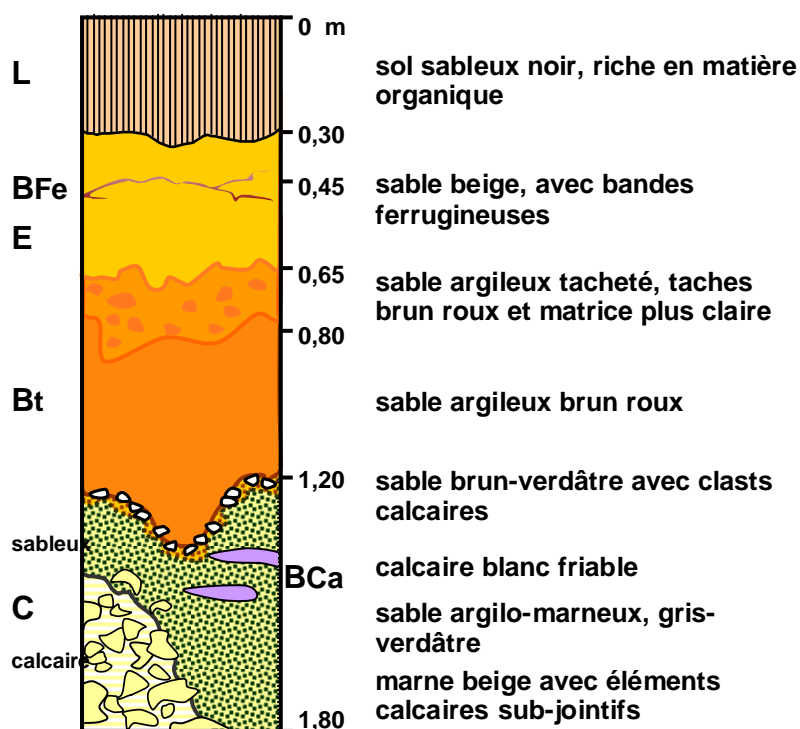 0 m
L
sol sableux noir, riche en matière
organique
0,30
BFe
0,45
sable beige, avec bandes
ferrugineuses
E
0,65
sable argileux tacheté, taches
brun roux et matrice plus claire
0,80
Bt
sable argileux brun roux
1,20
sable brun-verdâtre avec clasts
calcaires
sableux
BCa
calcaire blanc friable
C
sable argilo-marneux, gris-
verdâtre
calcaire
marne beige avec éléments
calcaires sub-jointifs
1,80